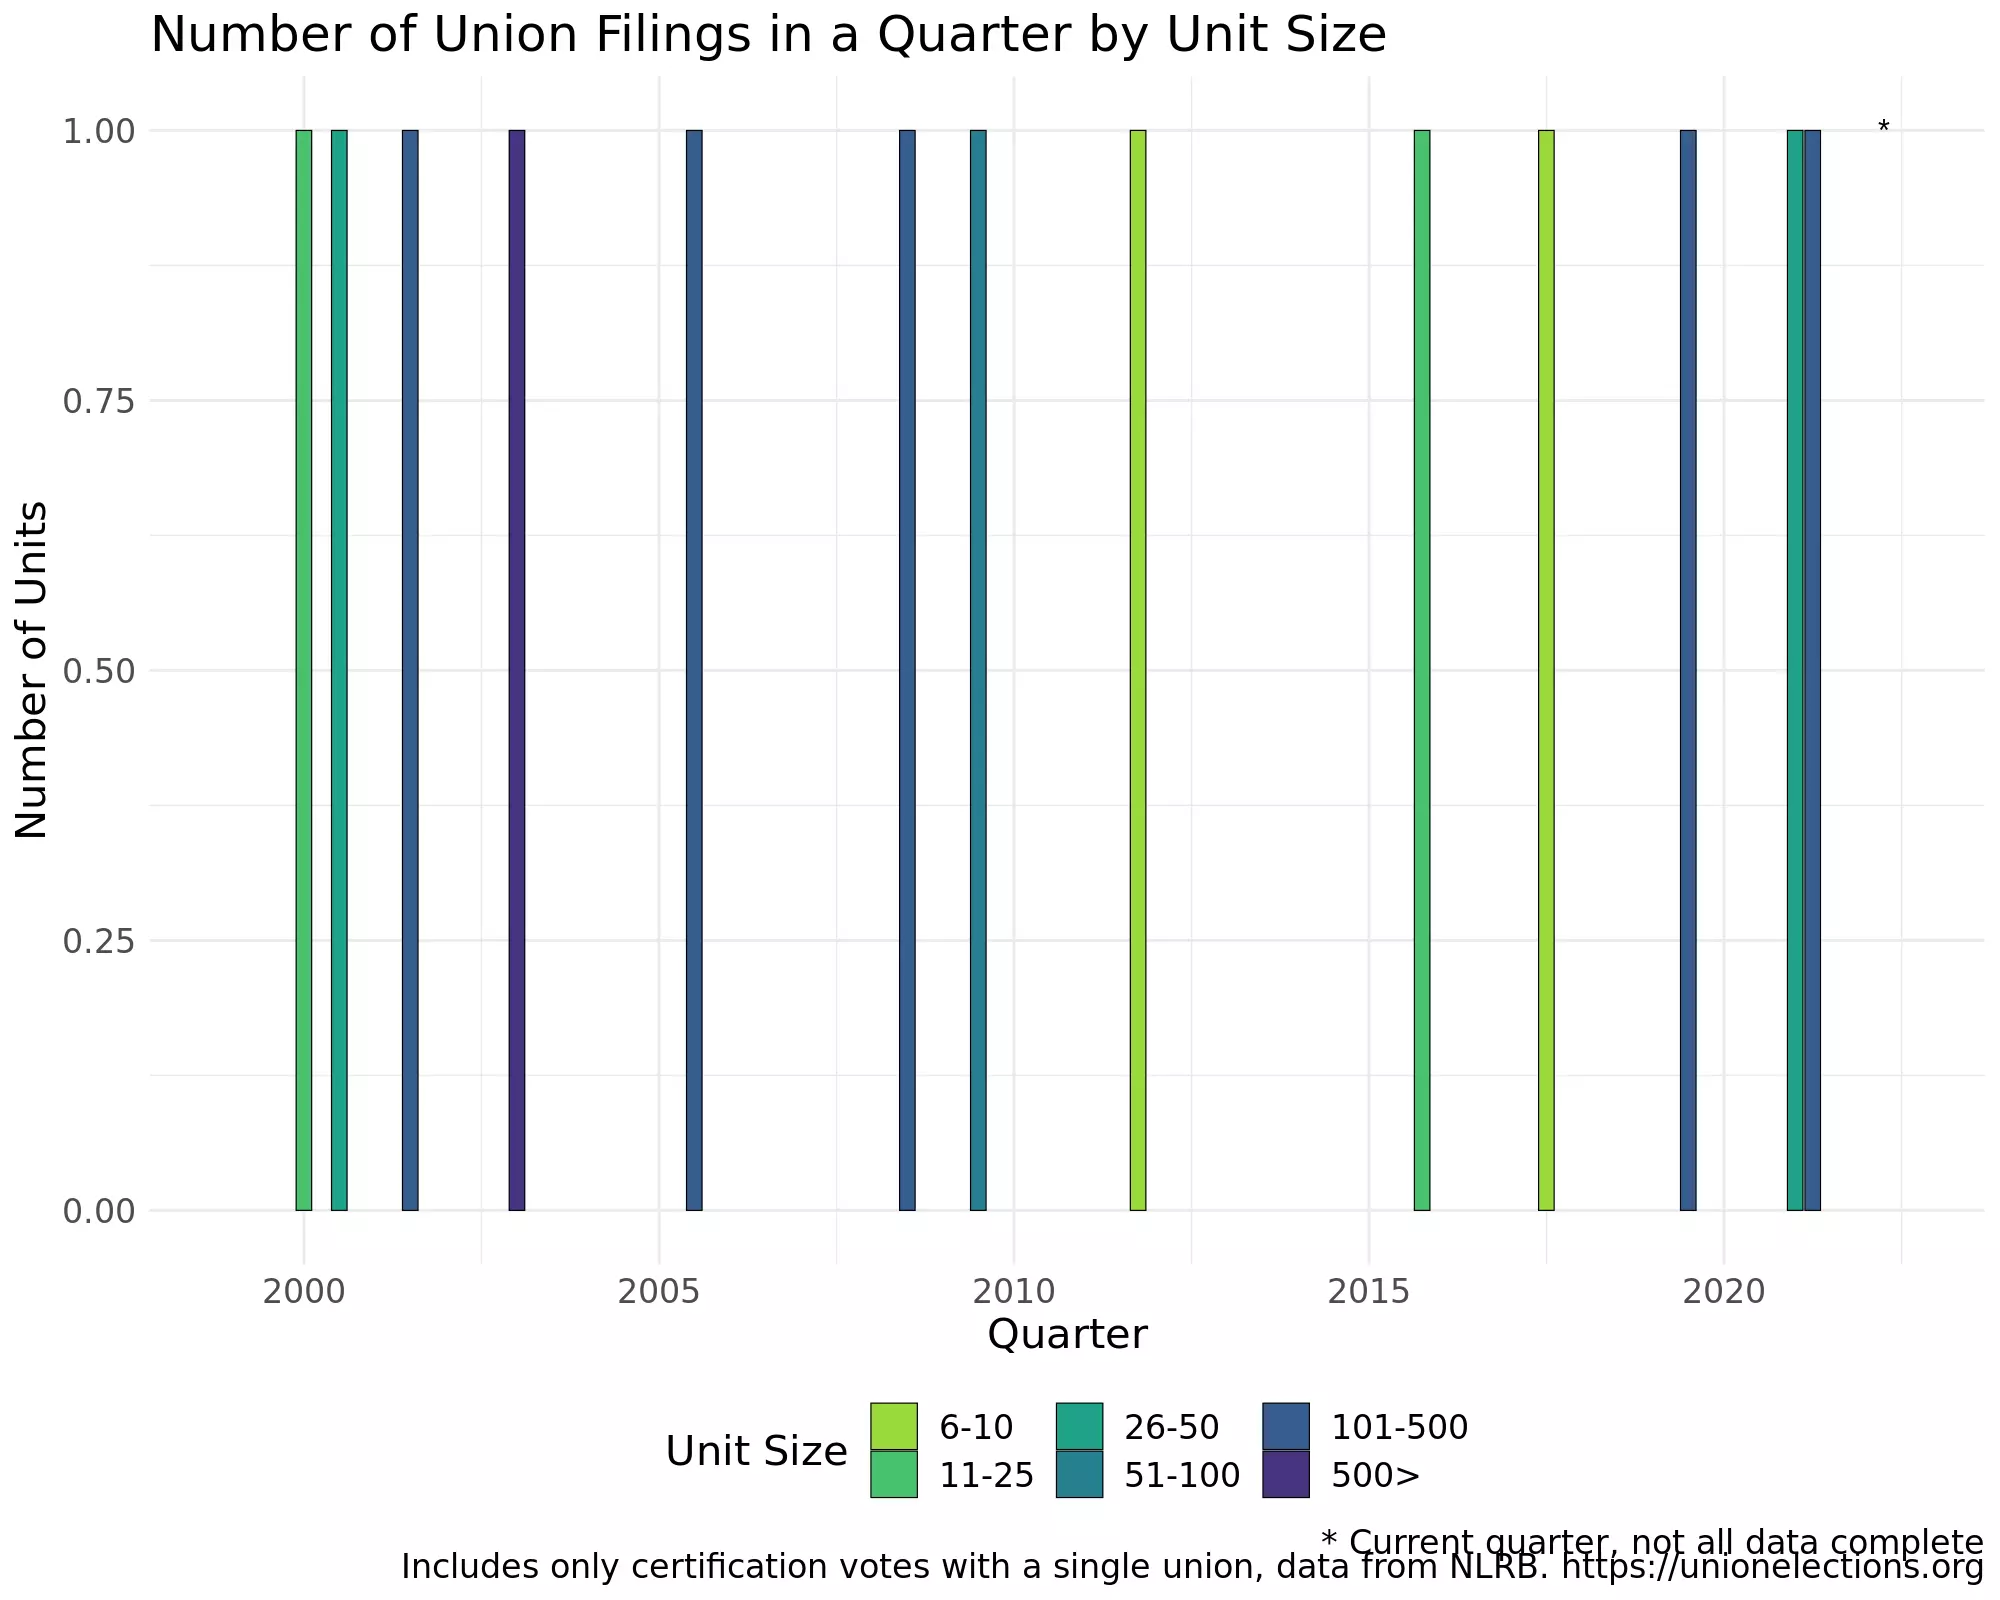 Number of Union Filings in a Quarter by Unit Size
Number of Units
1.00
0.75
0.50
0.25
0.00
*
2000 2005 2010 2015 2020
Quarter
Unit Size
6-10 26-50 101-500
11-25 51-100 500>
* Current quarter, not all data complete
Includes only certification votes with a single union, data from NLRB. https://unionelections.org